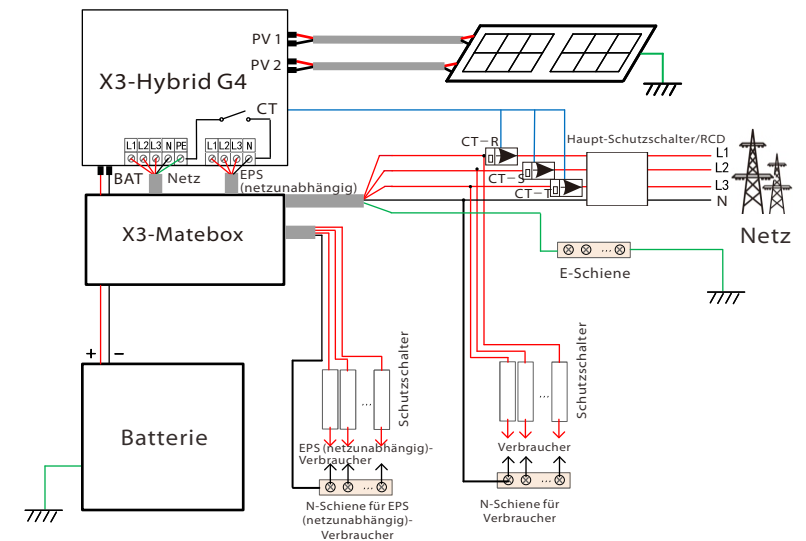 PV 1
PV 2
X3-Hybrid G4
CT
L1 L2 L3 N PE
L1 L2 L3 N
BAT
Netz
EPS
(netzunabhängig)
CT-R
CT-S
CT-T
Haupt-Schutzschalter/RCD
L1
L2
L3
N
Netz
X3-Matebox
E-Schiene
+ −
Batterie
Schutzschalter
...
EPS (netzunabhängig)-
Verbraucher
...
N-Schiene für EPS
(netzunabhängig)-
Verbraucher
Schutzschalter
...
Verbraucher
...
N-Schiene für
Verbraucher
...